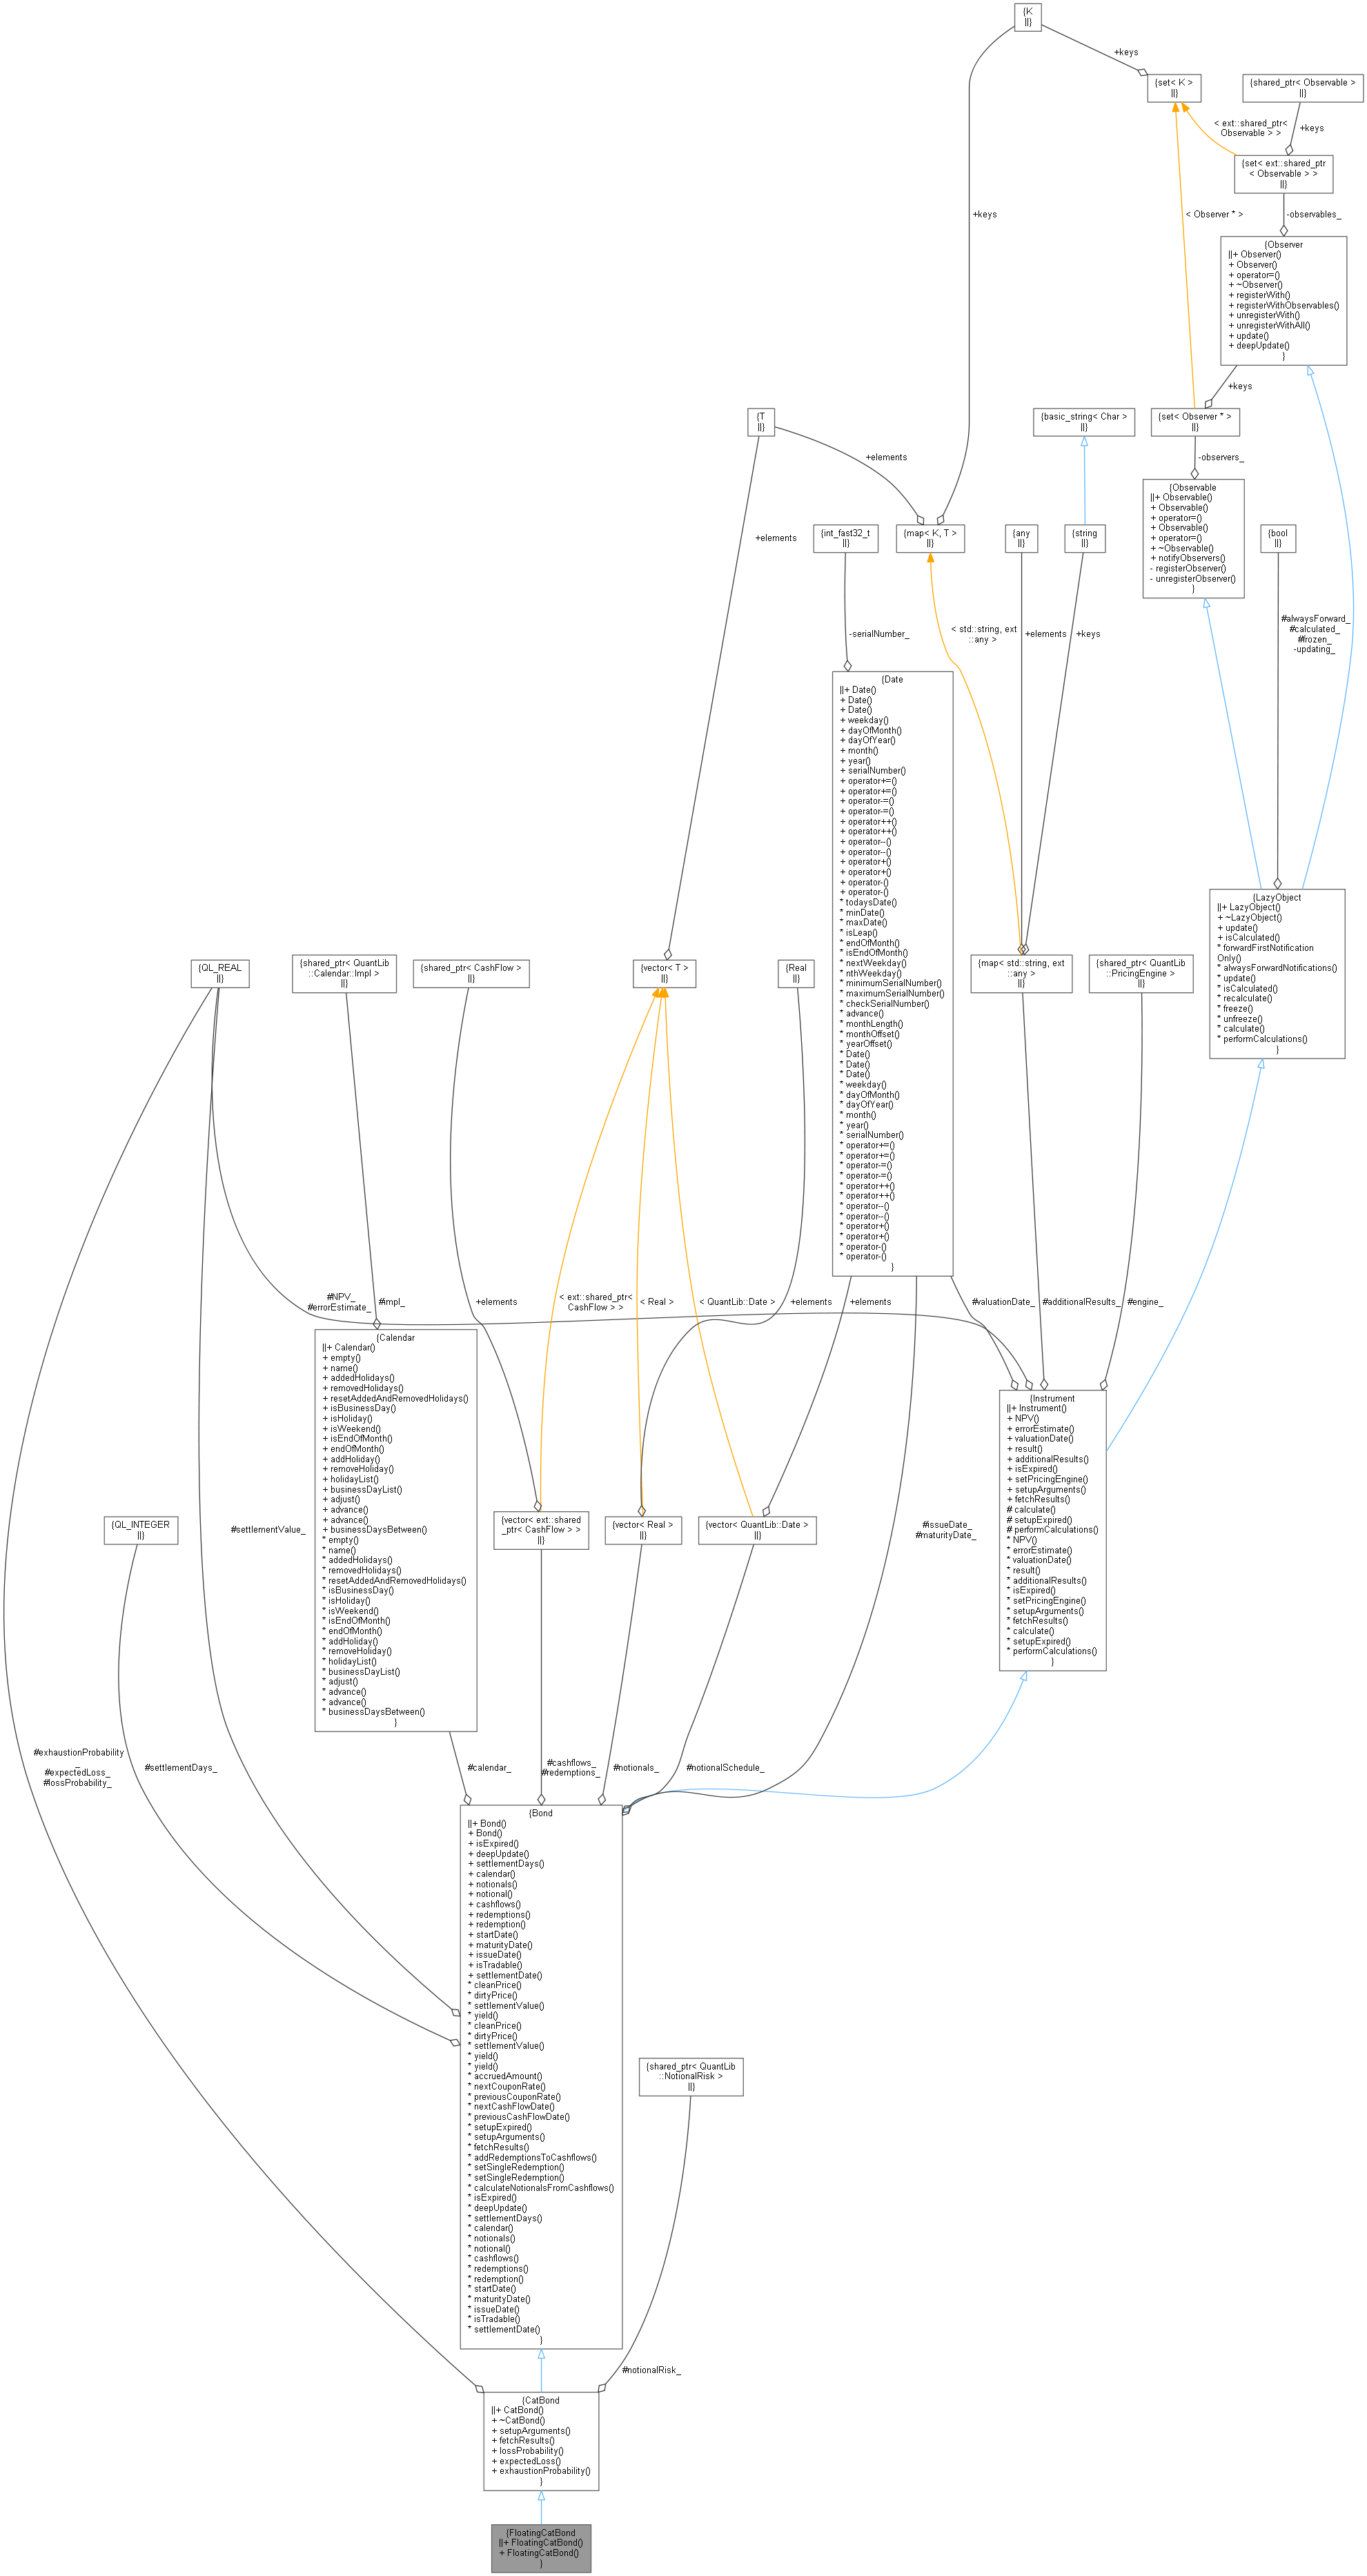 {K
||}
+keys
{set< K >
||}
{shared_ptr< Observable >
||}
< ext::shared_ptr<
Observable > >
+keys
{set< ext::shared_ptr
< Observable > >
||}
+keys
< Observer * >
-observables_
{Observer
||+ Observer()
+ Observer()
+ operator=()
+ ~Observer()
+ registerWith()
+ registerWithObservables()
+ unregisterWith()
+ unregisterWithAll()
+ update()
+ deepUpdate()
}
+keys
{T
||}
{basic_string< Char >
||}
{set< Observer * >
||}
+elements
-observers_
{Observable
||+ Observable()
+ Observable()
+ operator=()
+ Observable()
+ operator=()
+ ~Observable()
+ notifyObservers()
- registerObserver()
- unregisterObserver()
}
+elements
{int_fast32_t
||}
{map< K, T >
||}
{any
||}
{string
||}
{bool
||}
-serialNumber_
< std::string, ext
::any >
+elements
+keys
#alwaysForward_
#calculated_
#frozen_
-updating_
{Date
||+ Date()
+ Date()
+ Date()
+ weekday()
+ dayOfMonth()
+ dayOfYear()
+ month()
+ year()
+ serialNumber()
+ operator+=()
+ operator+=()
+ operator-=()
+ operator-=()
+ operator++()
+ operator++()
+ operator--()
+ operator--()
+ operator+()
+ operator+()
+ operator-()
+ operator-()
* todaysDate()
* minDate()
* maxDate()
* isLeap()
* endOfMonth()
* isEndOfMonth()
* nextWeekday()
* nthWeekday()
* minimumSerialNumber()
* maximumSerialNumber()
* checkSerialNumber()
* advance()
* monthLength()
* monthOffset()
* yearOffset()
* Date()
* Date()
* Date()
* weekday()
* dayOfMonth()
* dayOfYear()
* month()
* year()
* serialNumber()
* operator+=()
* operator+=()
* operator-=()
* operator-=()
* operator++()
* operator++()
* operator--()
* operator--()
* operator+()
* operator+()
* operator-()
* operator-()
}
{LazyObject
||+ LazyObject()
+ ~LazyObject()
+ update()
+ isCalculated()
* forwardFirstNotification
Only()
* alwaysForwardNotifications()
* update()
* isCalculated()
* recalculate()
* freeze()
* unfreeze()
* calculate()
* performCalculations()
}
{QL_REAL
||}
{shared_ptr< QuantLib
::Calendar::Impl >
||}
{shared_ptr< CashFlow >
||}
{vector< T >
||}
{Real
||}
{map< std::string, ext
::any >
||}
{shared_ptr< QuantLib
::PricingEngine >
||}
#NPV_
#errorEstimate_
#impl_
+elements
< ext::shared_ptr<
CashFlow > >
< Real >
< QuantLib::Date >
+elements
+elements
#valuationDate_
#additionalResults_
#engine_
{Calendar
||+ Calendar()
+ empty()
+ name()
+ addedHolidays()
+ removedHolidays()
+ resetAddedAndRemovedHolidays()
+ isBusinessDay()
+ isHoliday()
+ isWeekend()
+ isEndOfMonth()
+ endOfMonth()
+ addHoliday()
+ removeHoliday()
+ holidayList()
+ businessDayList()
+ adjust()
+ advance()
+ advance()
+ businessDaysBetween()
* empty()
* name()
* addedHolidays()
* removedHolidays()
* resetAddedAndRemovedHolidays()
* isBusinessDay()
* isHoliday()
* isWeekend()
* isEndOfMonth()
* endOfMonth()
* addHoliday()
* removeHoliday()
* holidayList()
* businessDayList()
* adjust()
* advance()
* advance()
* businessDaysBetween()
}
{Instrument
||+ Instrument()
+ NPV()
+ errorEstimate()
+ valuationDate()
+ result()
+ additionalResults()
+ isExpired()
+ setPricingEngine()
+ setupArguments()
+ fetchResults()
# calculate()
# setupExpired()
# performCalculations()
* NPV()
* errorEstimate()
* valuationDate()
* result()
* additionalResults()
* isExpired()
* setPricingEngine()
* setupArguments()
* fetchResults()
* calculate()
* setupExpired()
* performCalculations()
}
{QL_INTEGER
||}
#settlementValue_
{vector< ext::shared
_ptr< CashFlow > >
||}
{vector< Real >
||}
{vector< QuantLib::Date >
||}
#issueDate_
#maturityDate_
#exhaustionProbability
_
#expectedLoss_
#lossProbability_
#settlementDays_
#calendar_
#cashflows_
#redemptions_
#notionals_
#notionalSchedule_
{Bond
||+ Bond()
+ Bond()
+ isExpired()
+ deepUpdate()
+ settlementDays()
+ calendar()
+ notionals()
+ notional()
+ cashflows()
+ redemptions()
+ redemption()
+ startDate()
+ maturityDate()
+ issueDate()
+ isTradable()
+ settlementDate()
* cleanPrice()
* dirtyPrice()
* settlementValue()
* yield()
* cleanPrice()
* dirtyPrice()
* settlementValue()
* yield()
* yield()
* accruedAmount()
* nextCouponRate()
* previousCouponRate()
* nextCashFlowDate()
* previousCashFlowDate()
* setupExpired()
* setupArguments()
* fetchResults()
* addRedemptionsToCashflows()
* setSingleRedemption()
* setSingleRedemption()
* calculateNotionalsFromCashflows()
* isExpired()
* deepUpdate()
* settlementDays()
* calendar()
* notionals()
* notional()
* cashflows()
* redemptions()
* redemption()
* startDate()
* maturityDate()
* issueDate()
* isTradable()
* settlementDate()
}
{shared_ptr< QuantLib
::NotionalRisk >
||}
#notionalRisk_
{CatBond
||+ CatBond()
+ ~CatBond()
+ setupArguments()
+ fetchResults()
+ lossProbability()
+ expectedLoss()
+ exhaustionProbability()
}
{FloatingCatBond
||+ FloatingCatBond()
+ FloatingCatBond()
}